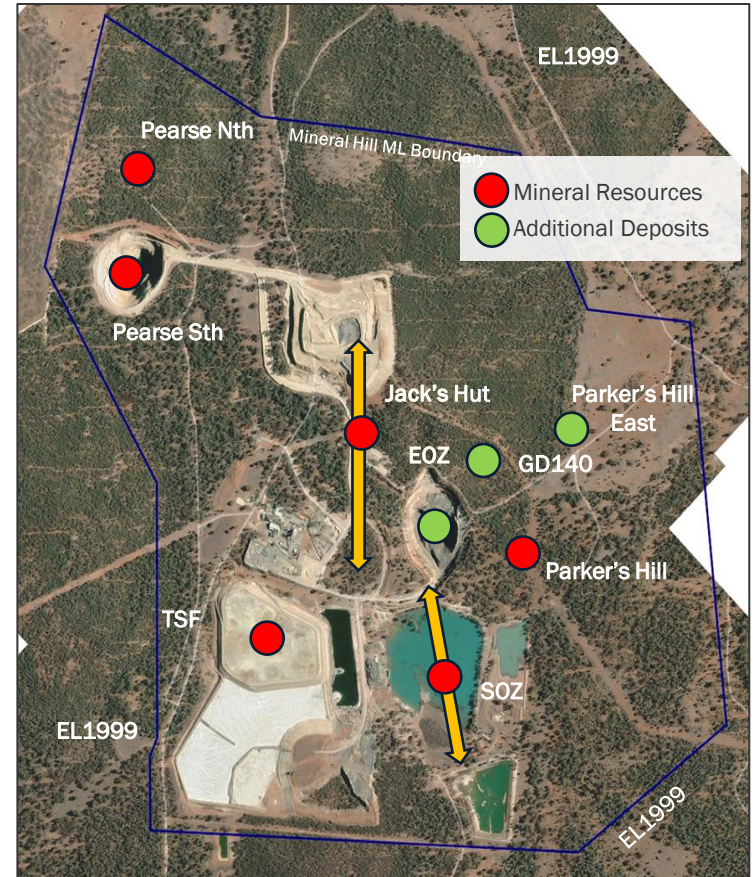 EL1999
Pearse Nth
Mineral Hill ML Boundary
Mineral Resources
Additional Deposits
Pearse Sth
Jack's Hut
Parker's Hill
East
EOZ
GD140
Parker's Hill
TSF
SOZ
EL1999
EL1999